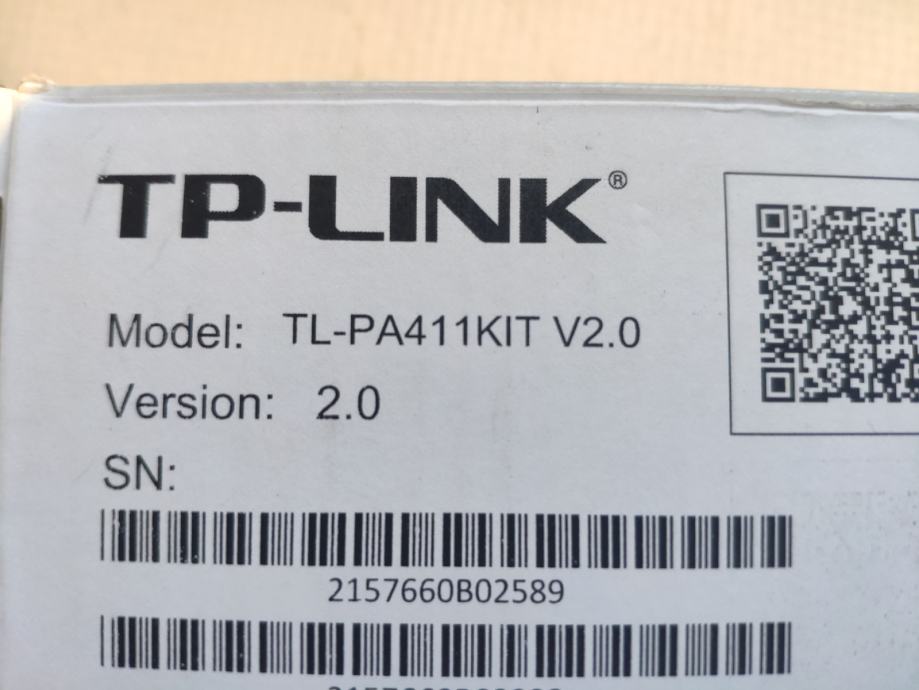 TP-LINK®
Model: TL-PA411KIT V2.0
Version: 2.0
SN:
2157660B02589